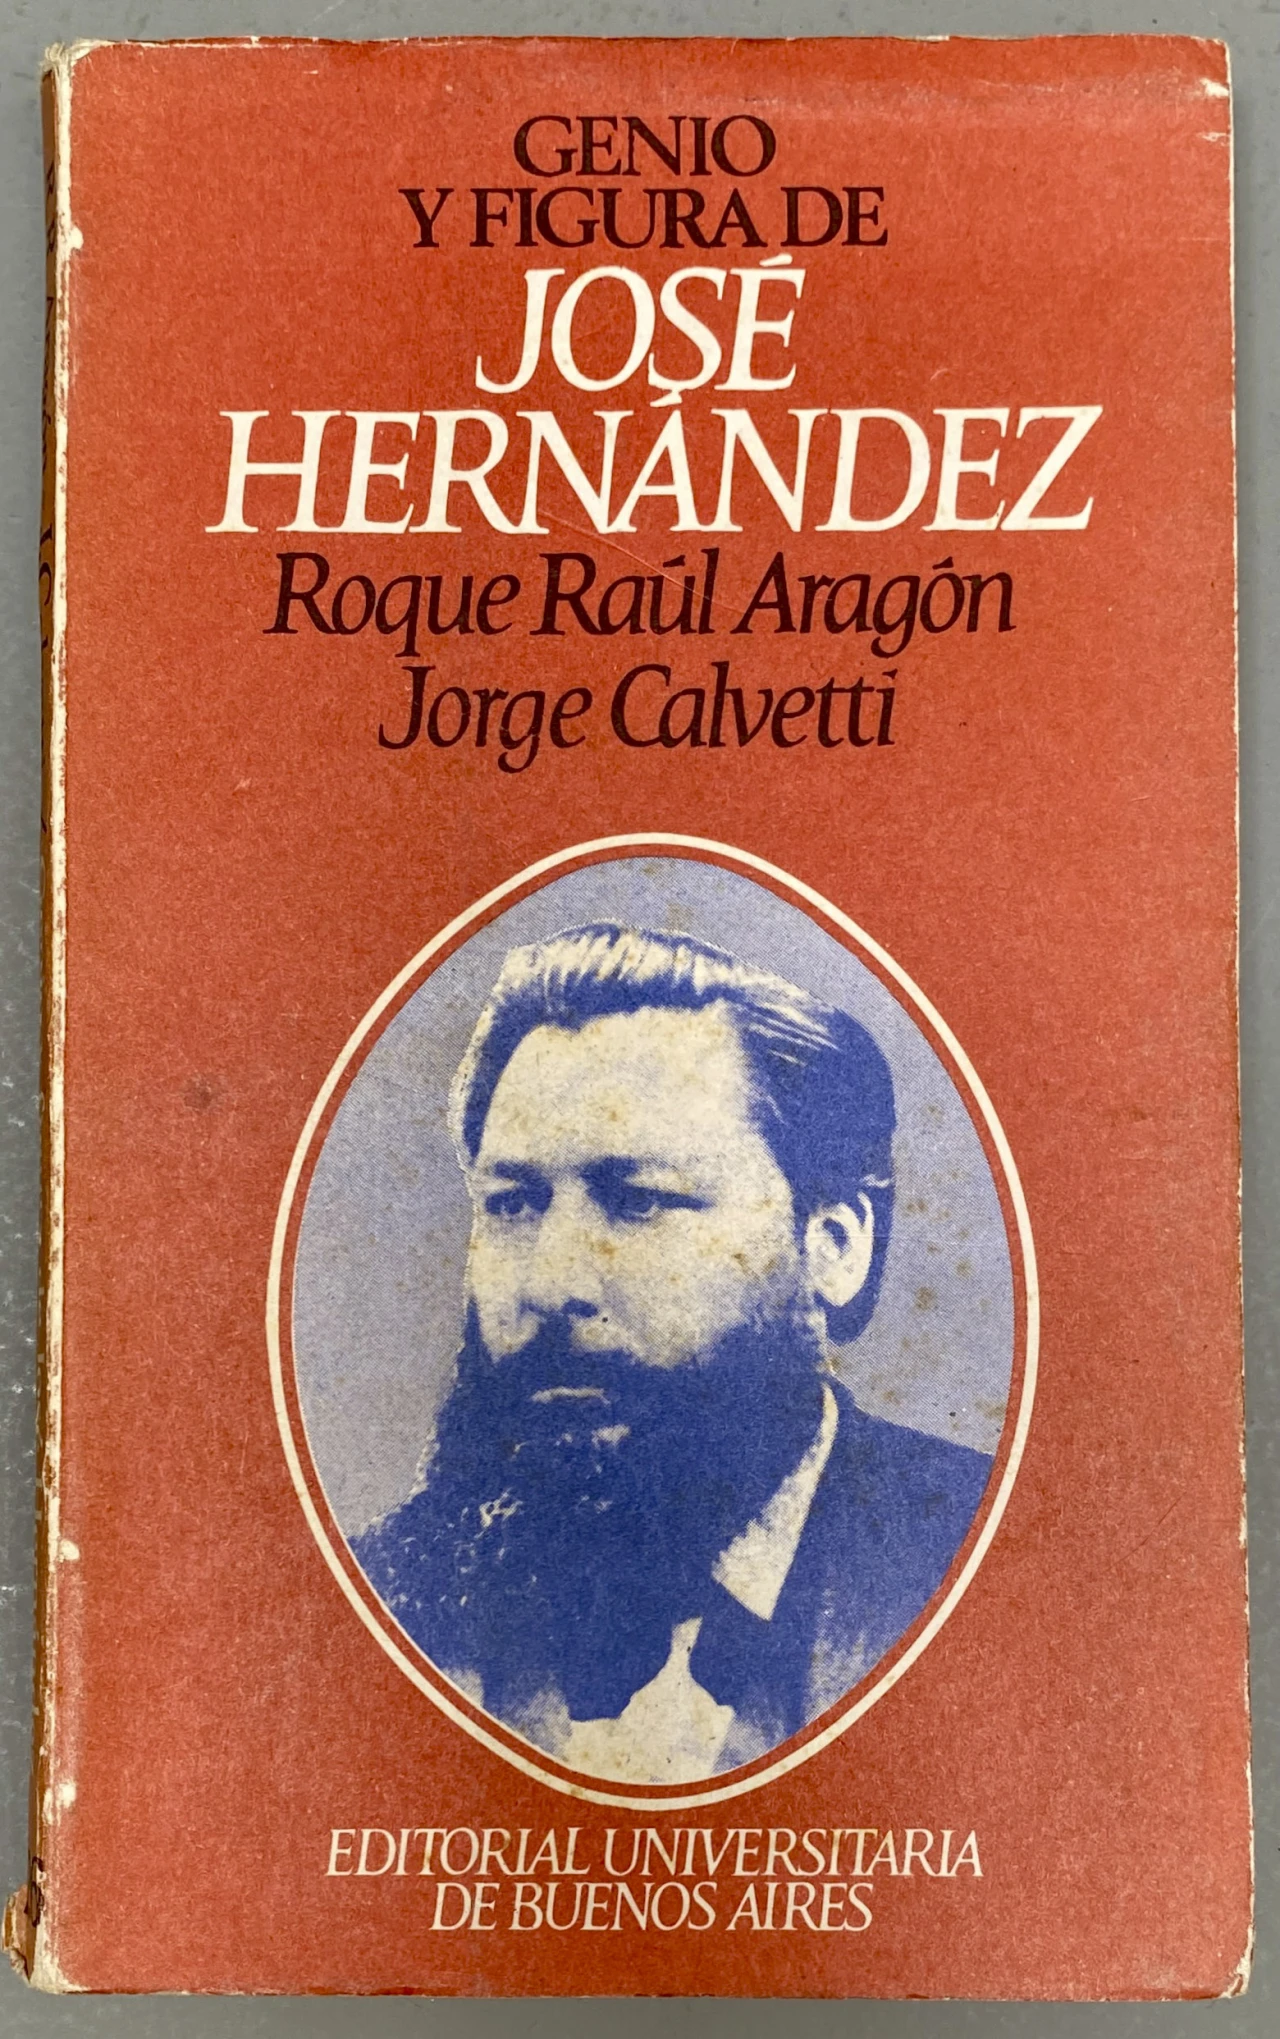 GENIO
Y FIGURA DE
JOSÉ
HERNÁNDEZ
Roque Raúl Aragón
Jorge Calvetti
EDITORIAL UNIVERSITARIA
DE BUENOS AIRES